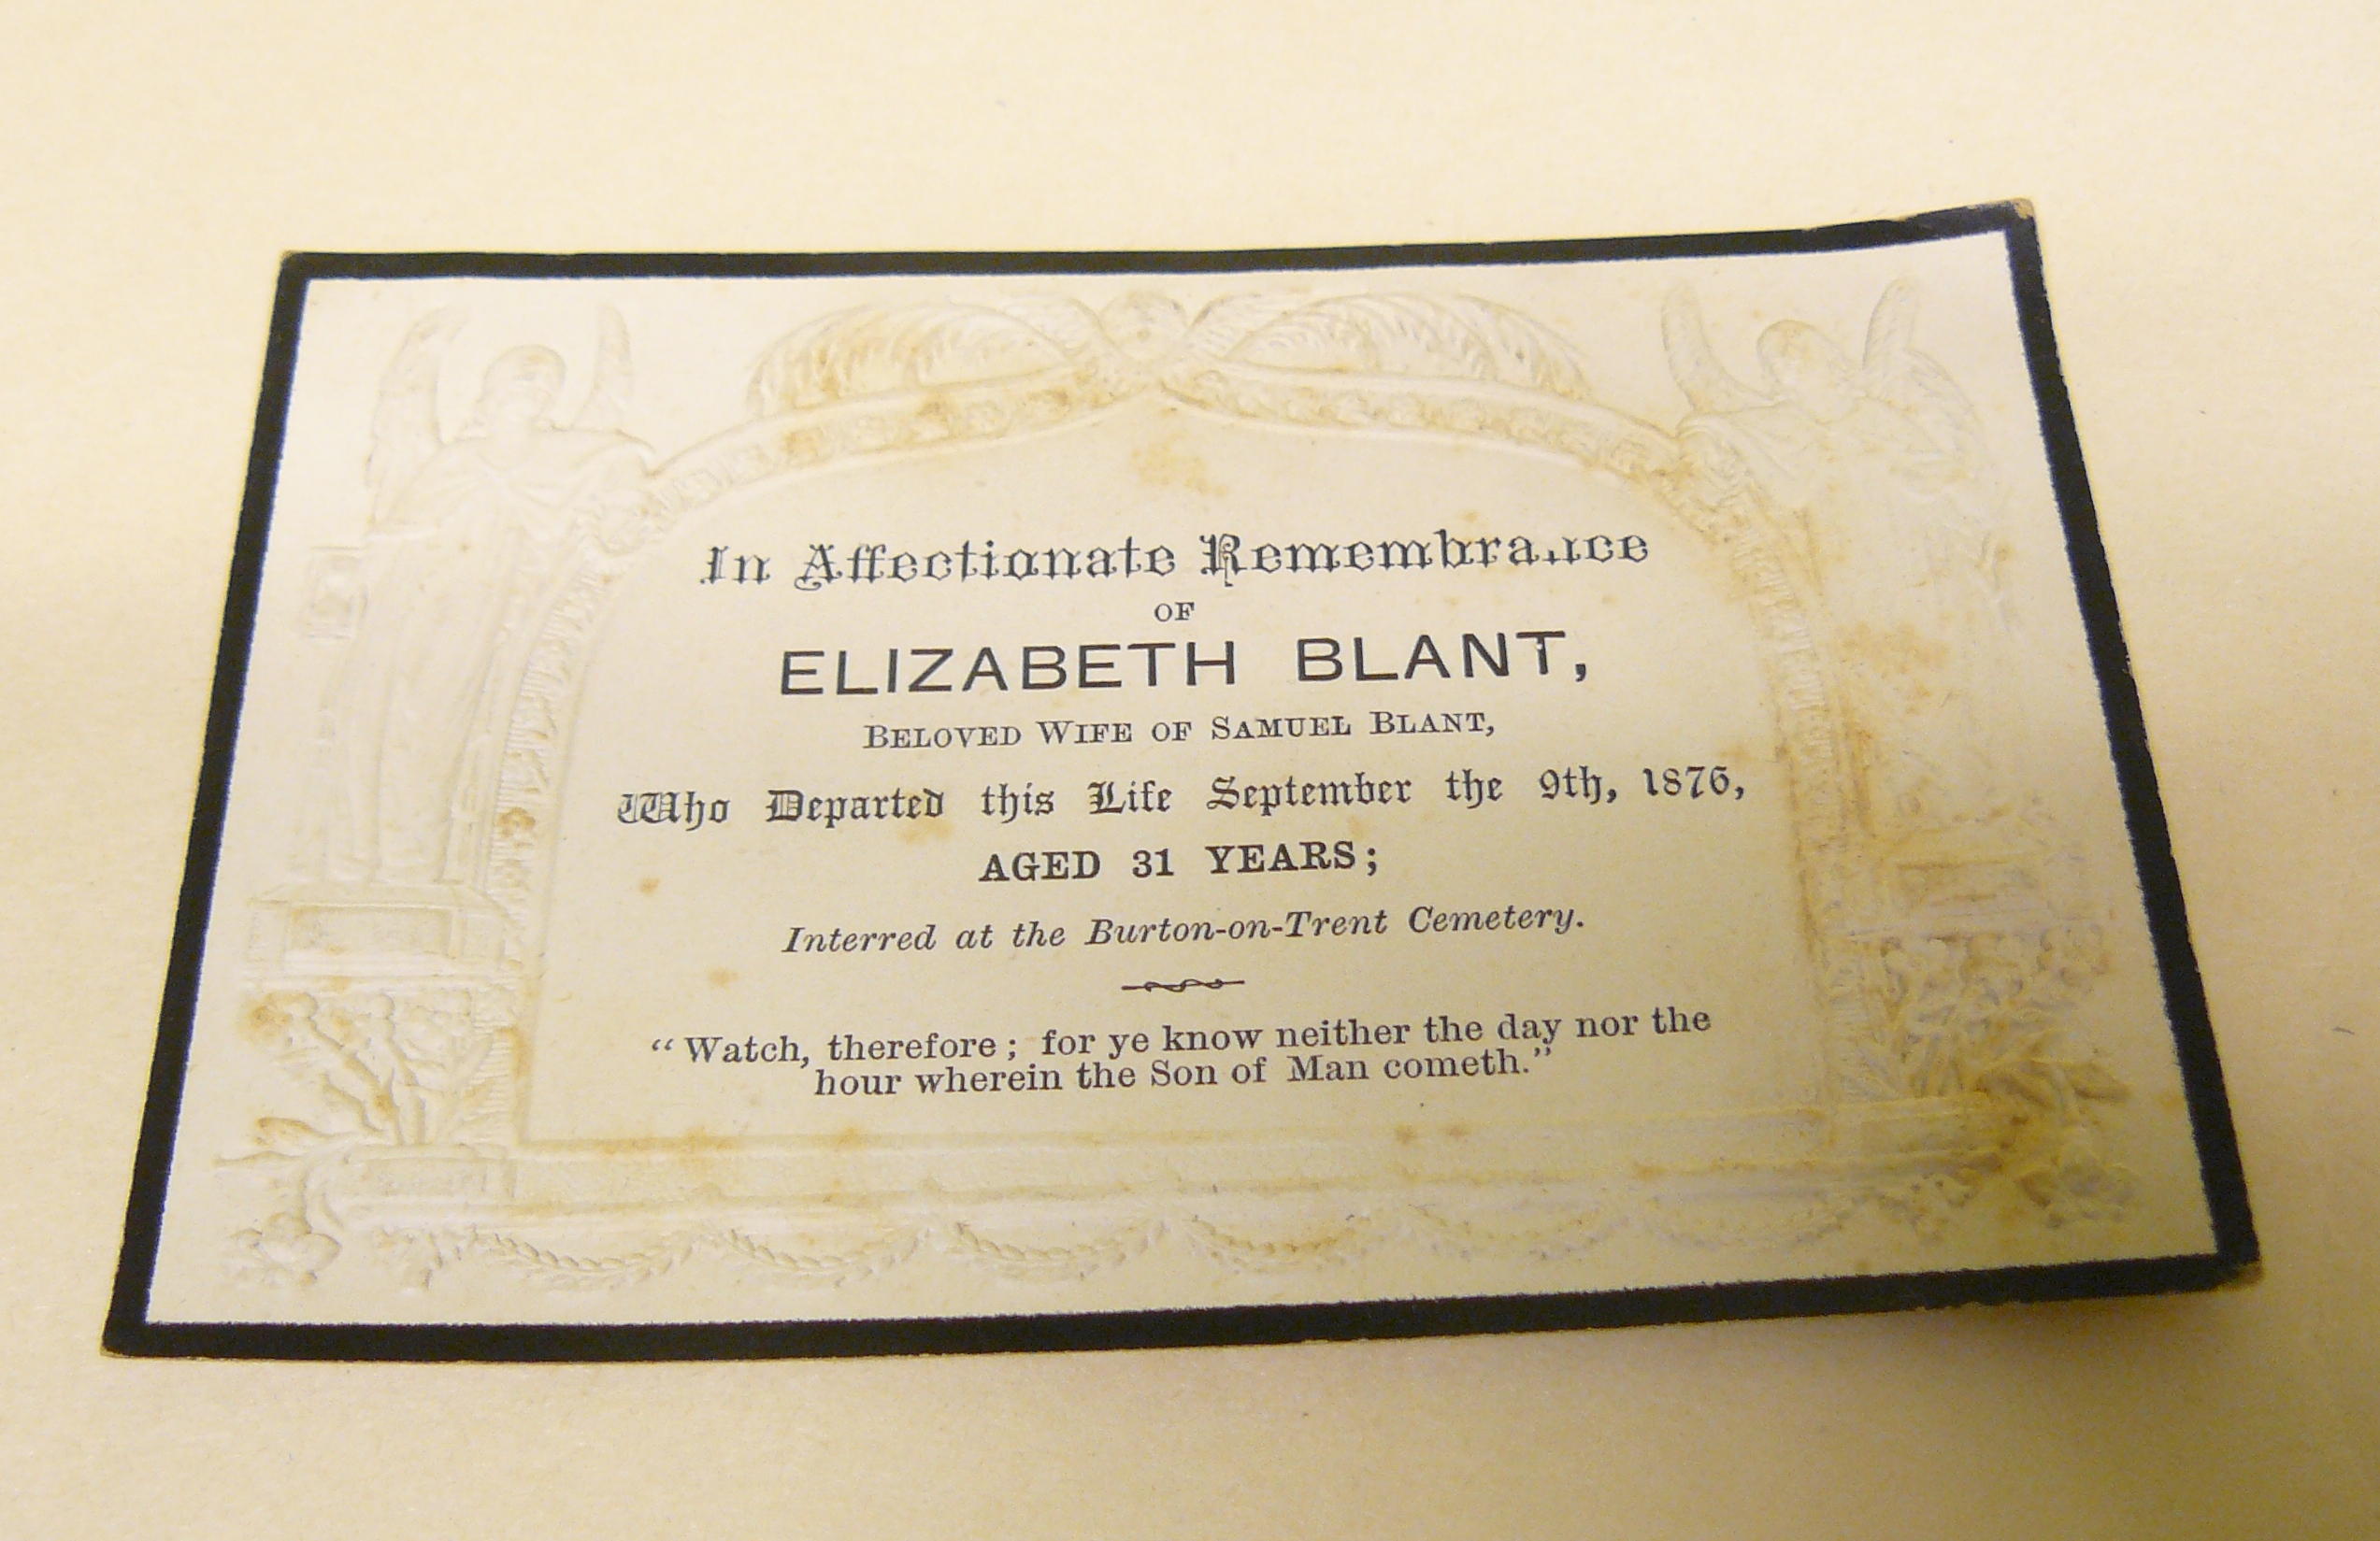 In Affectionate Remembrance
OF
ELIZABETH BLANT,
BELOVED WIFE OF SAMUEL BLANT,
Who Departed this Life September the 9th, 1876,
AGED 31 YEARS;
Interred at the Burton-on-Trent Cemetery.
"Watch, therefore; for ye know neither the day nor the
hour wherein the Son of Man cometh."